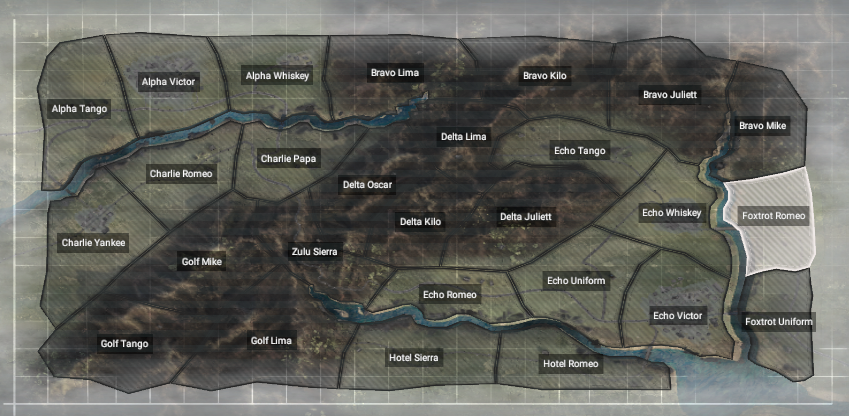 Bravo Lima
Bravo Kilo
Alpha Whiskey
Alpha Victor
Bravo Juliett
Alpha Tango
Bravo Mike
Delta Lima
Echo Tango
Charlie Papa
Charlie Romeo
Delta Oscar
Echo Whiskey
Foxtrot Romeo
Delta Juliett
Delta Kilo
Charlie Yankee
Zulu Sierra
Golf Mike
Echo Uniform
Echo Romeo
Echo Victor
Foxtrot Uniform
Golf Lima
Golf Tango
Hotel Sierra
Hotel Romeo